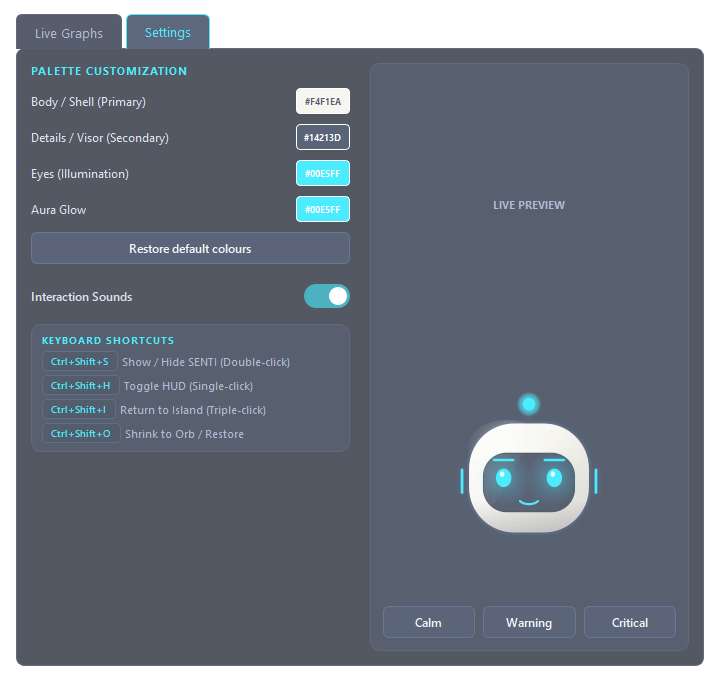 Live Graphs
Settings
PALETTE CUSTOMIZATION
Body / Shell (Primary)
#F4F1EA
Details / Visor (Secondary)
#14213D
Eyes (Illumination)
#00E5FF
Aura Glow
#00E5FF
Restore default colours
Interaction Sounds
KEYBOARD SHORTCUTS
Ctrl+Shift+S Show / Hide SENTI (Double-click)
Ctrl+Shift+H Toggle HUD (Single-click)
Ctrl+Shift+I Return to Island (Triple-click)
Ctrl+Shift+O Shrink to Orb / Restore
LIVE PREVIEW
Calm
Warning
Critical